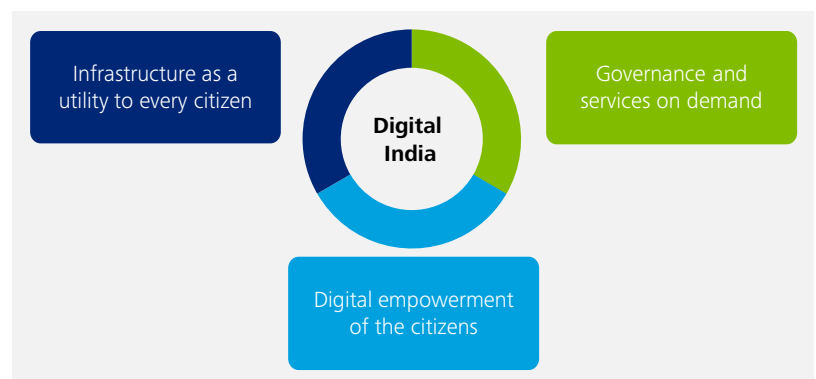 Infrastructure as a
utility to every citizen
Digital
India
Governance and
services on demand
Digital empowerment
of the citizens